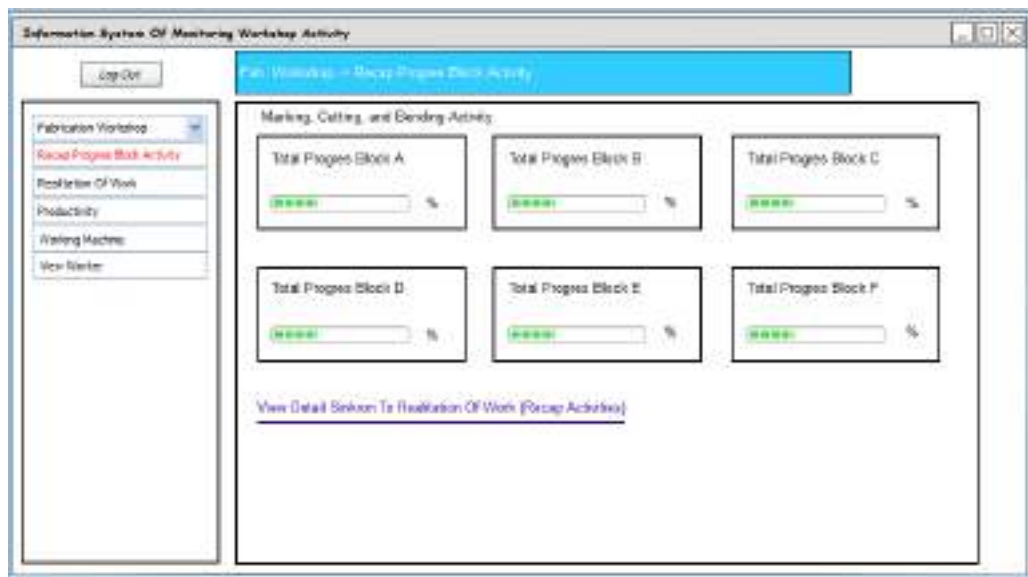 Information System Of Monitoring Workshop Activity
Log Out
Fab. Workshop -> Recap Progres Block Activity
Fabrication Workshop
Recap Progres Block Activity
Realitation Of Work
Productivity
Working Machine
View Worker
Marking, Cutting, and Bending Activity
Total Progres Block A
%
Total Progres Block B
%
Total Progres Block C
%
Total Progres Block D
%
Total Progres Block E
%
Total Progres Block F
%
View Detail Sinkron To Realitation Of Work (Recap Activities)